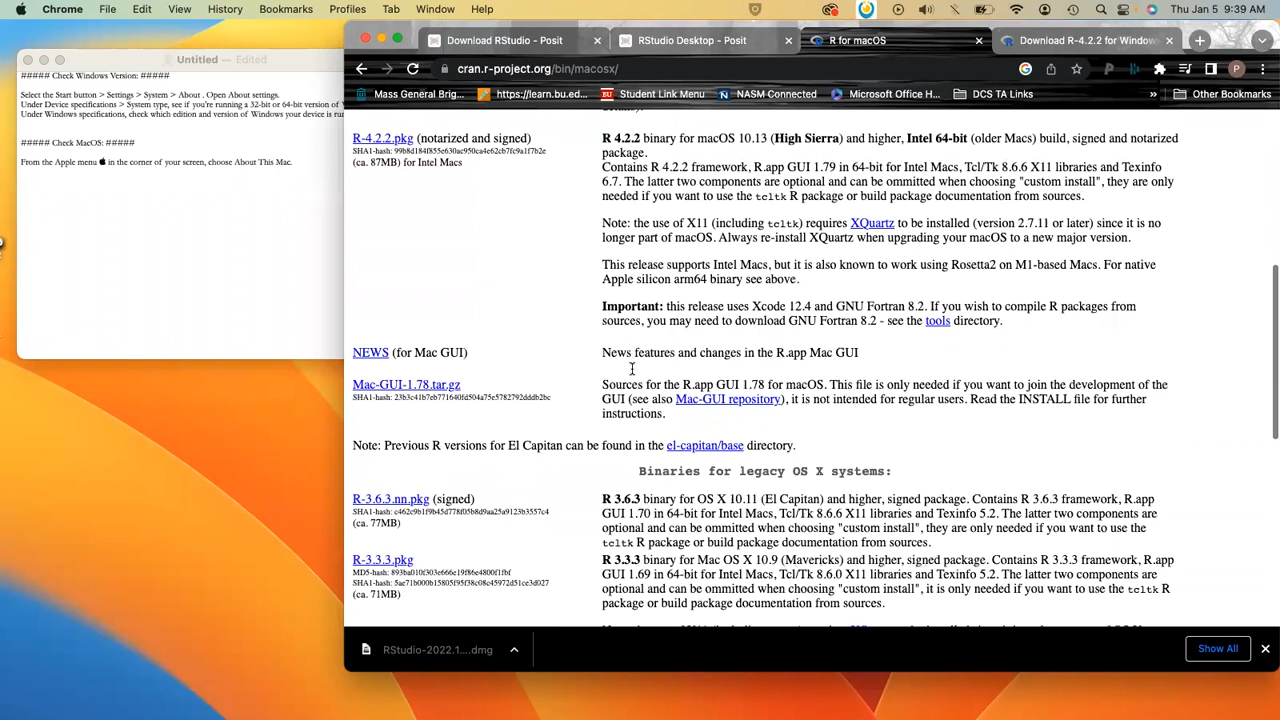 Chrome File Edit View History Bookmarks Profiles Tab Window Help Thu Jan 5 9:39 AM
Untitled — Edited
##### Check Windows Version: #####
Select the Start button > Settings > System > About . Open About settings.
Under Device specifications > System type, see if you're running a 32-bit or 64-bit version of
Under Windows specifications, check which edition and version of Windows your device is run
##### Check MacOS: #####
From the Apple menu in the corner of your screen, choose About This Mac.
Download RStudio - Posit RStudio Desktop - Posit R for macOS Download R-4.2.2 for Window
cran.r-project.org/bin/macosx/
P
Mass General Brig... https://learn.bu.ed... BU Student Link Menu NASM Connected Microsoft Office H... DCS TA Links » Other Bookmarks
R-4.2.2.pkg (notarized and signed)
SHA1-hash: 99b8d184f855e630ac950ca4e62cb7fc9a1f7b2e
(ca. 87MB) for Intel Macs
R 4.2.2 binary for macOS 10.13 (High Sierra) and higher, Intel 64-bit (older Macs) build, signed and notarized
package.
Contains R 4.2.2 framework, R.app GUI 1.79 in 64-bit for Intel Macs, Tcl/Tk 8.6.6 X11 libraries and Texinfo
6.7. The latter two components are optional and can be ommitted when choosing "custom install", they are only
needed if you want to use the tcltk R package or build package documentation from sources.
Note: the use of X11 (including tcltk) requires XQuartz to be installed (version 2.7.11 or later) since it is no
longer part of macOS. Always re-install XQuartz when upgrading your macOS to a new major version.
This release supports Intel Macs, but it is also known to work using Rosetta2 on M1-based Macs. For native
Apple silicon arm64 binary see above.
Important: this release uses Xcode 12.4 and GNU Fortran 8.2. If you wish to compile R packages from
sources, you may need to download GNU Fortran 8.2 - see the tools directory.
NEWS (for Mac GUI)
News features and changes in the R.app Mac GUI
Mac-GUI-1.78.tar.gz
SHA1-hash: 23b3c41b7eb771640fd504a75e5782792dddb2bc
Sources for the R.app GUI 1.78 for macOS. This file is only needed if you want to join the development of the
GUI (see also Mac-GUI repository), it is not intended for regular users. Read the INSTALL file for further
instructions.
Note: Previous R versions for El Capitan can be found in the el-capitan/base directory.
Binaries for legacy OS X systems:
R-3.6.3.nn.pkg (signed)
SHA1-hash: c462c9b1f9b45d778f05b8d9aa25a9123b3557c4
(ca. 77MB)
R 3.6.3 binary for OS X 10.11 (El Capitan) and higher, signed package. Contains R 3.6.3 framework, R.app
GUI 1.70 in 64-bit for Intel Macs, Tcl/Tk 8.6.6 X11 libraries and Texinfo 5.2. The latter two components are
optional and can be ommitted when choosing "custom install", they are only needed if you want to use the
tcltk R package or build package documentation from sources.
R-3.3.3.pkg
MD5-hash: 893ba010f303e666e19f86e4800f1fbf
SHA1-hash: 5ae71b000b15805f95f38c08c45972d51ce3d027
(ca. 71MB)
R 3.3.3 binary for Mac OS X 10.9 (Mavericks) and higher, signed package. Contains R 3.3.3 framework, R.app
GUI 1.69 in 64-bit for Intel Macs, Tcl/Tk 8.6.0 X11 libraries and Texinfo 5.2. The latter two components are
optional and can be ommitted when choosing "custom install", it is only needed if you want to use the tcltk R
package or build package documentation from sources.
RStudio-2022.1....dmg
Show All